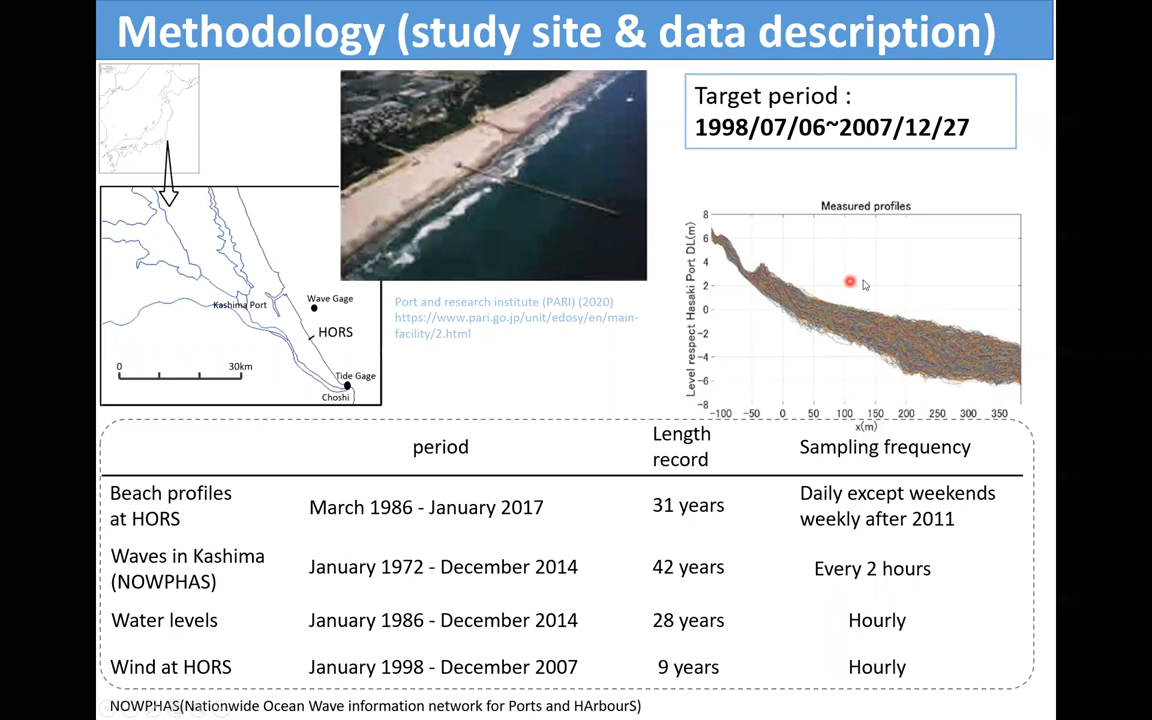 Methodology (study site & data description)
Target period :
1998/07/06~2007/12/27
Kashima Port
Wave Gage
HORS
0
30km
Tide Gage
Choshi
Port and research institute (PARI) (2020)
https://www.pari.go.jp/unit/edosy/en/main-
facility/2.html
Measured profiles
Level respect Hasaki Port DL(m)
8
6
4
2
0
-2
-4
-6
-8
-100 -50 0 50 100 150 200 250 300 350
x(m)
period
Length
record
Sampling frequency
Beach profiles
at HORS
March 1986 - January 2017
31 years
Daily except weekends
weekly after 2011
Waves in Kashima
(NOWPHAS)
January 1972 - December 2014
42 years
Every 2 hours
Water levels
January 1986 - December 2014
28 years
Hourly
Wind at HORS
January 1998 - December 2007
9 years
Hourly
NOWPHAS(Nationwide Ocean Wave information network for Ports and HArbourS)